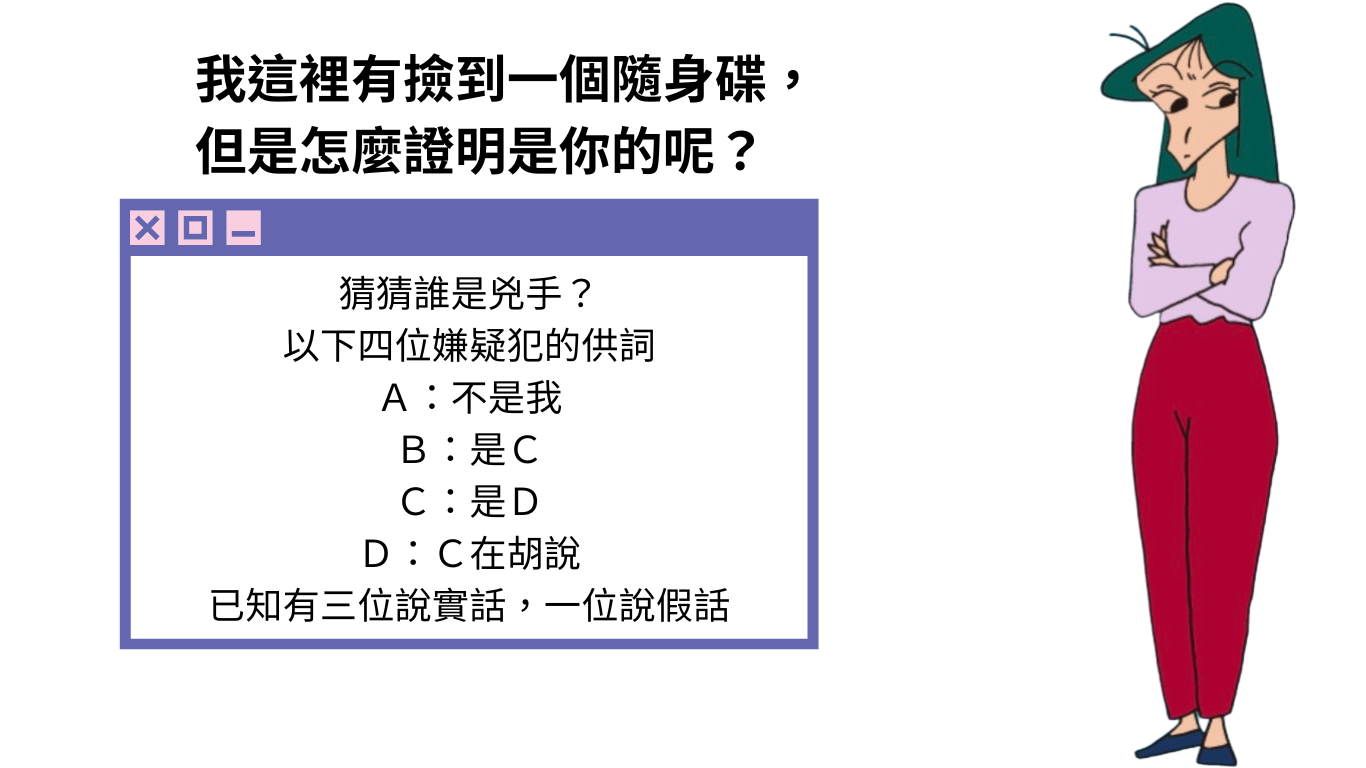 我這裡有撿到一個隨身碟，
但是怎麼證明是你的呢？
猜猜誰是兇手？
以下四位嫌疑犯的供詞
Ａ：不是我
Ｂ：是Ｃ
Ｃ：是Ｄ
Ｄ：Ｃ在胡說
已知有三位說實話，一位說假話